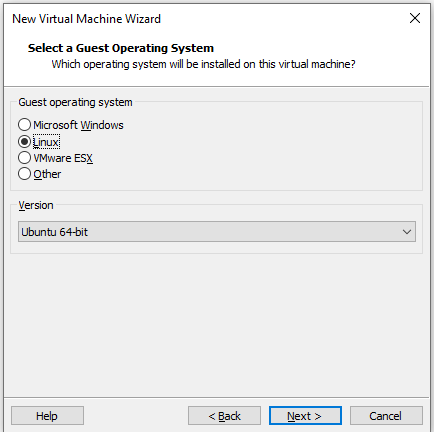 New Virtual Machine Wizard
Select a Guest Operating System
Which operating system will be installed on this virtual machine?
Guest operating system
Microsoft Windows
Linux
VMware ESX
Other
Version
Ubuntu 64-bit
Help
< Back
Next >
Cancel